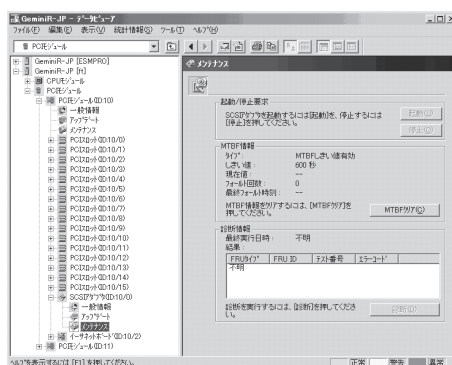 GeminiR-JP - ﾃﾞｰﾀﾋﾞｭｰｱ
ファイル(F) 編集(E) 表示(V) 統計情報(S) ツール(T) ヘルプ(H)
PCIモジュール
GeminiR-JP [ESMPRO]
GeminiR-JP [ft]
CPUモジュール
PCIモジュール
PCIモジュール(ID:10)
一般情報
アップデート
メンテナンス
PCIスロット(ID:10/0)
PCIスロット(ID:10/1)
PCIスロット(ID:10/2)
PCIスロット(ID:10/3)
PCIスロット(ID:10/4)
PCIスロット(ID:10/5)
PCIスロット(ID:10/6)
PCIスロット(ID:10/7)
PCIスロット(ID:10/8)
PCIスロット(ID:10/9)
PCIスロット(ID:10/10)
PCIスロット(ID:10/11)
PCIスロット(ID:10/12)
PCIスロット(ID:10/13)
PCIスロット(ID:10/14)
PCIスロット(ID:10/15)
SCSIアダプタ(ID:10/0)
一般情報
アップデート
メンテナンス
イーサネットボード(ID:10/2)
PCIモジュール(ID:11)
メンテナンス
起動/停止要求
SCSIアダプタを起動するには[起動]を、停止するには
[停止]を押してください。
起動(U)
停止(D)
MTBF情報
タイプ: MTBFしきい値有効
しきい値: 600 秒
現在値: ---
フォールト回数: 0
最終フォールト時刻: ---
MTBF情報をクリアするには、[MTBFクリア]を
押してください。
MTBFクリア(C)
診断情報
最終実行日時: 不明
結果:
FRUタイプ FRU ID テスト番号 エラーコード
不明
診断を実行するには、[診断]を押してくださ
い。
診断(D)
ヘルプを表示するには [F1] を押してください。
正常 警告 異常